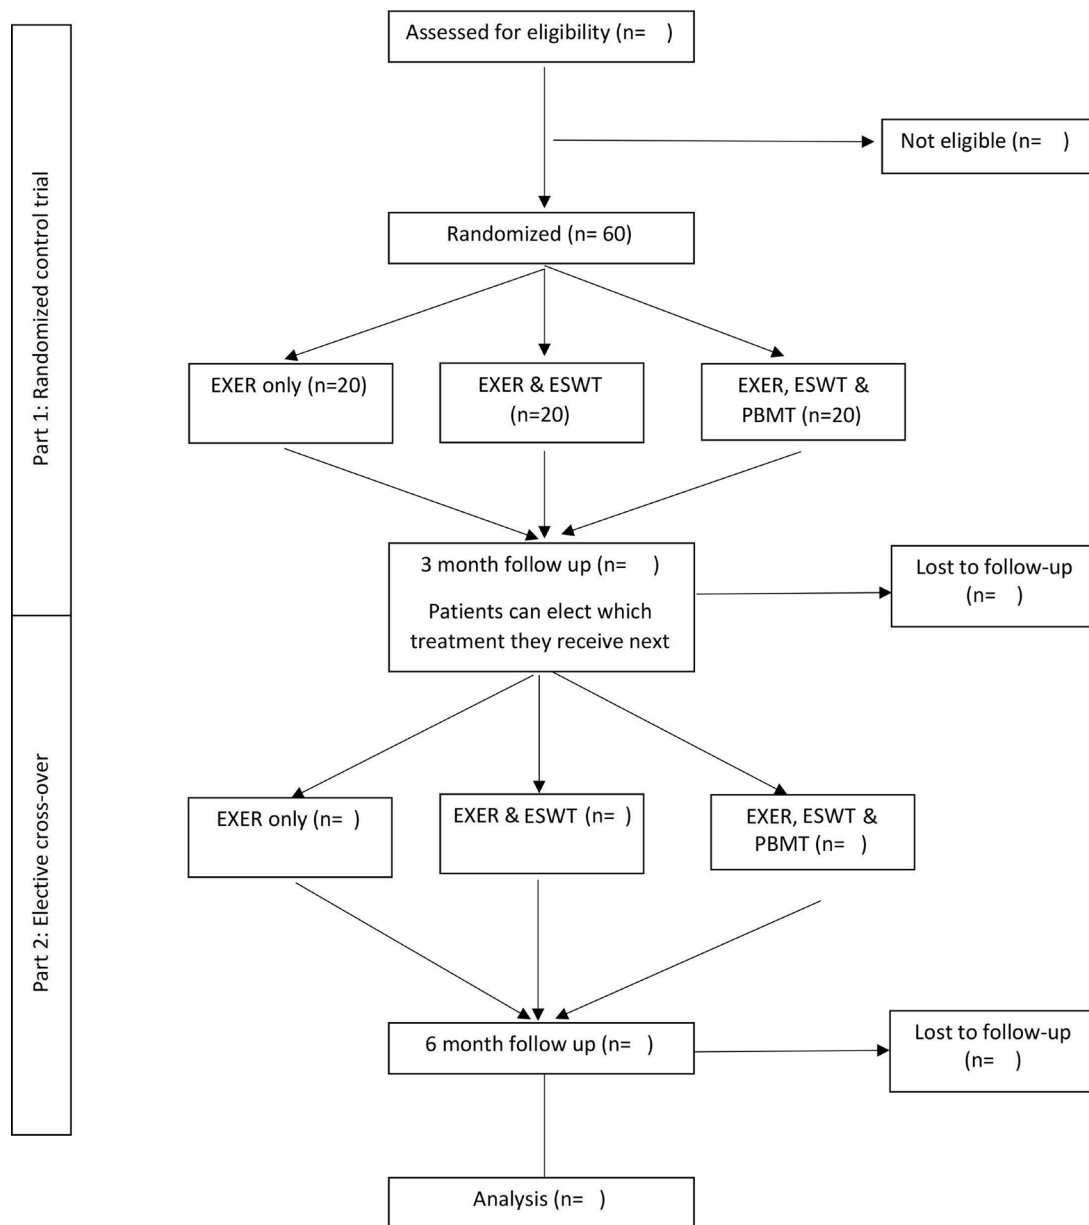 Assessed for eligibility (n=   )
Not eligible (n=   )
Part 1: Randomized control trial
Randomized (n= 60)
EXER only (n=20)
EXER & ESWT
(n=20)
EXER, ESWT &
PBMT (n=20)
3 month follow up (n=   )
Patients can elect which
treatment they receive next
Lost to follow-up
(n=   )
Part 2: Elective cross-over
EXER only (n=  )
EXER & ESWT (n=  )
EXER, ESWT &
PBMT (n=   )
6 month follow up (n=   )
Lost to follow-up
(n=   )
Analysis (n=   )